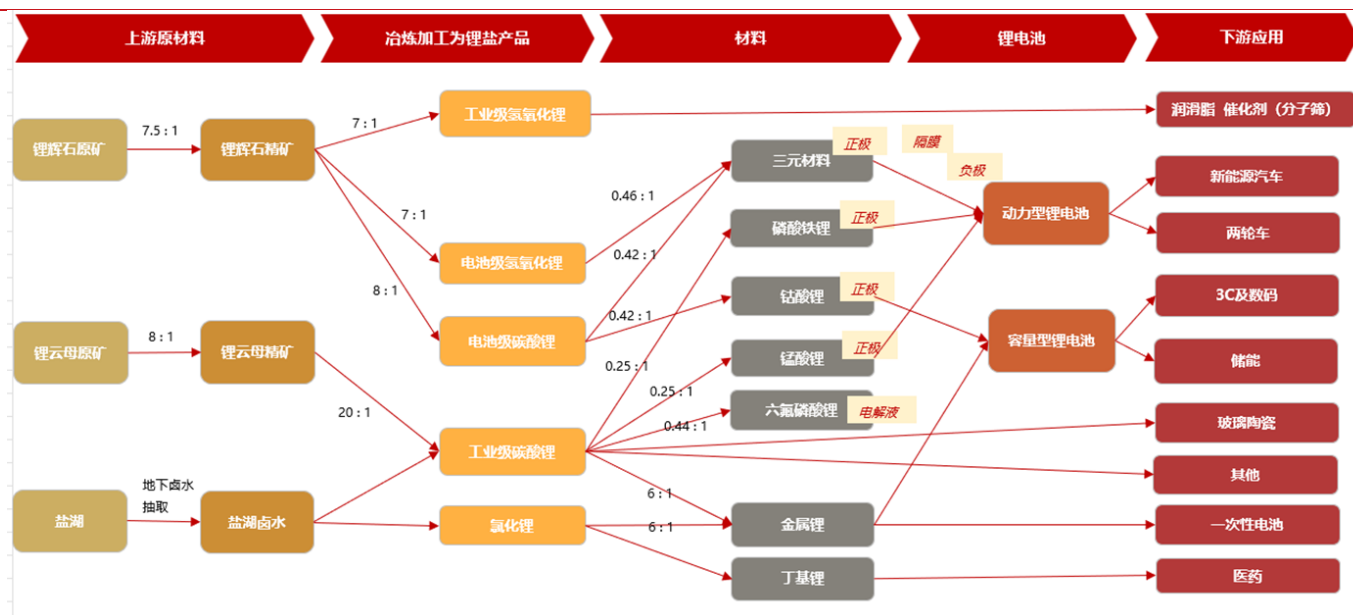 上游原材料
冶炼加工为锂盐产品
材料
锂电池
下游应用
锂辉石原矿
7.5：1
锂辉石精矿
7：1
7：1
8：1
锂云母原矿
8：1
锂云母精矿
20：1
盐湖
地下卤水
抽取
盐湖卤水
工业级氢氧化锂
电池级氢氧化锂
电池级碳酸锂
工业级碳酸锂
氯化锂
0.46：1
0.42：1
0.42：1
0.25：1
0.25：1
0.44：1
6：1
6：1
三元材料
正极
磷酸铁锂
正极
钴酸锂
正极
锰酸锂
正极
六氟磷酸锂
电解液
金属锂
丁基锂
隔膜
负极
动力型锂电池
容量型锂电池
润滑脂 催化剂（分子筛）
新能源汽车
两轮车
3C及数码
储能
玻璃陶瓷
其他
一次性电池
医药